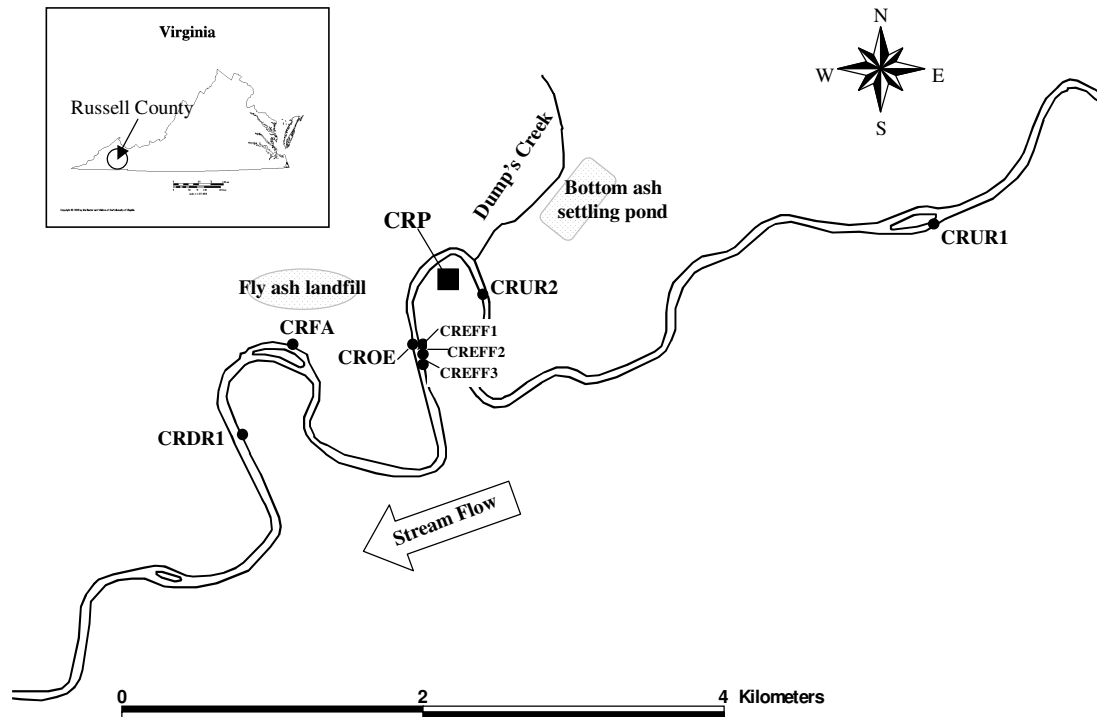 Virginia
Russell County
N
W
E
S
Dump's Creek
Bottom ash
settling pond
CRP
CRUR1
Fly ash landfill
CRUR2
CRFA
CREFF1
CROE
CREFF2
CREFF3
CRDR1
Stream Flow
0
2
4
Kilometers